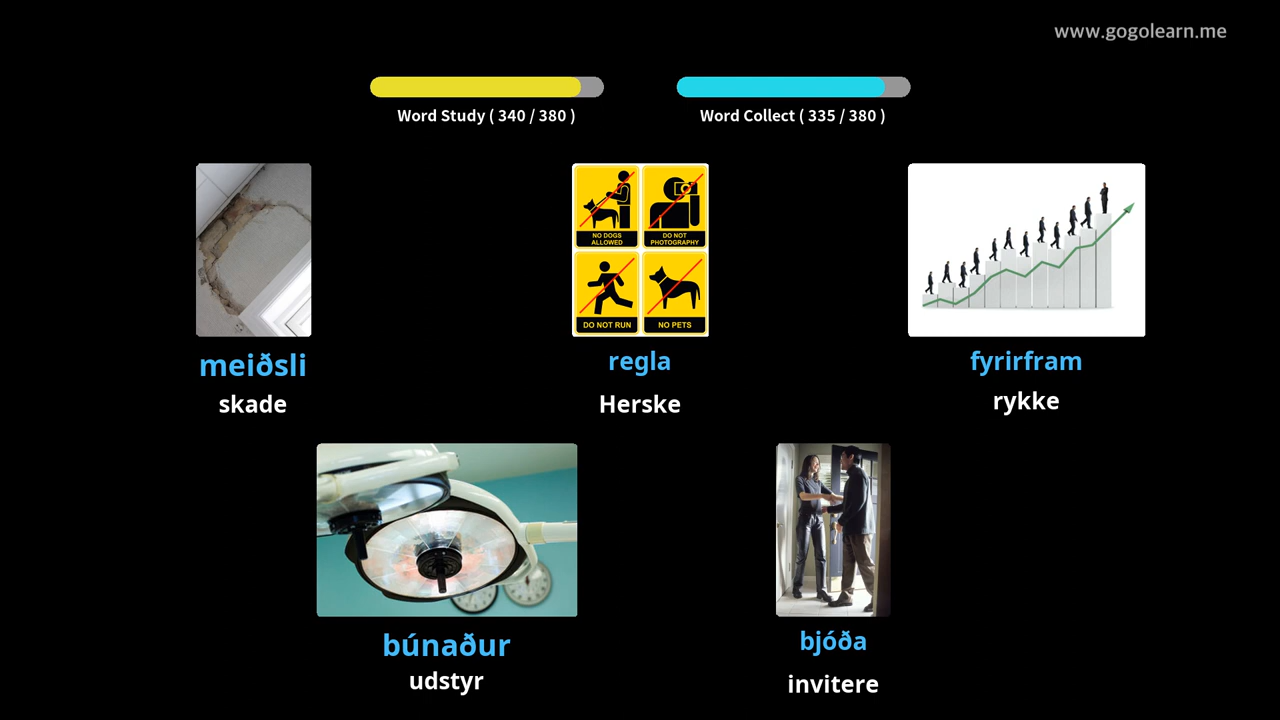 www.gogolearn.me
Word Study ( 340 / 380 )
Word Collect ( 335 / 380 )
NO DOGS
ALLOWED
DO NOT
PHOTOGRAPHY
DO NOT RUN
NO PETS
meiðsli
skade
regla
Herske
fyrirfram
rykke
búnaður
udstyr
bjóða
invitere